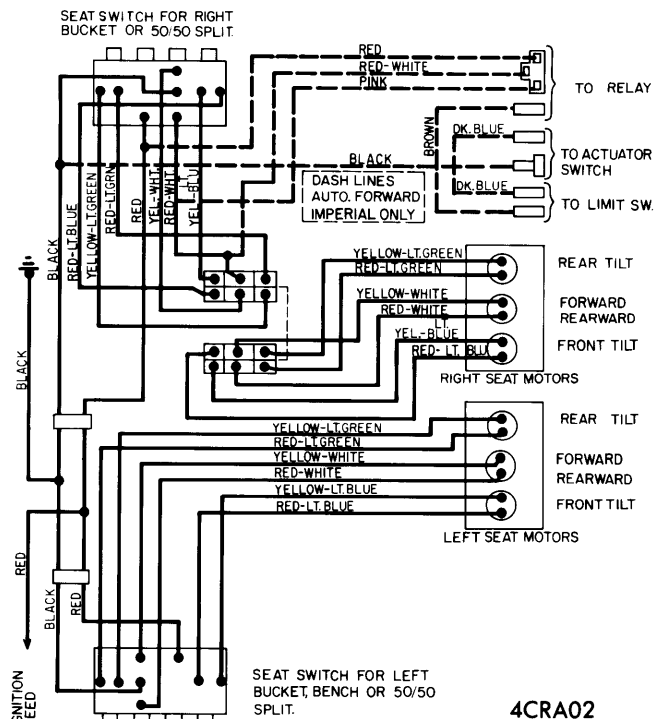 SEAT SWITCH FOR RIGHT
BUCKET OR 50/50 SPLIT.
RED
RED-WHITE
PINK
TO RELAY
BROWN
DK.BLUE
BLACK
TO ACTUATOR
SWITCH
DASH LINES
AUTO. FORWARD
IMPERIAL ONLY
DK.BLUE
TO LIMIT SW.
BLACK
RED-LT.BLUE
YELLOW-LT.GREEN
RED-LT.GRN
RED
YEL.-WHT.
RED-WHT.
LT.
YEL.-BLU
BLACK
YELLOW-LT.GREEN
RED-LT.GREEN
REAR TILT
YELLOW-WHITE
RED-WHITE
FORWARD
REARWARD
LT.
YEL.-BLUE
RED-LT. BLU
FRONT TILT
RIGHT SEAT MOTORS
YELLOW-LT.GREEN
RED-LT.GREEN
REAR TILT
YELLOW-WHITE
RED-WHITE
FORWARD
REARWARD
YELLOW-LT.BLUE
RED-LT.BLUE
FRONT TILT
LEFT SEAT MOTORS
RED
BLACK
RED
SEAT SWITCH FOR LEFT
BUCKET, BENCH OR 50/50
SPLIT.
4CRA02